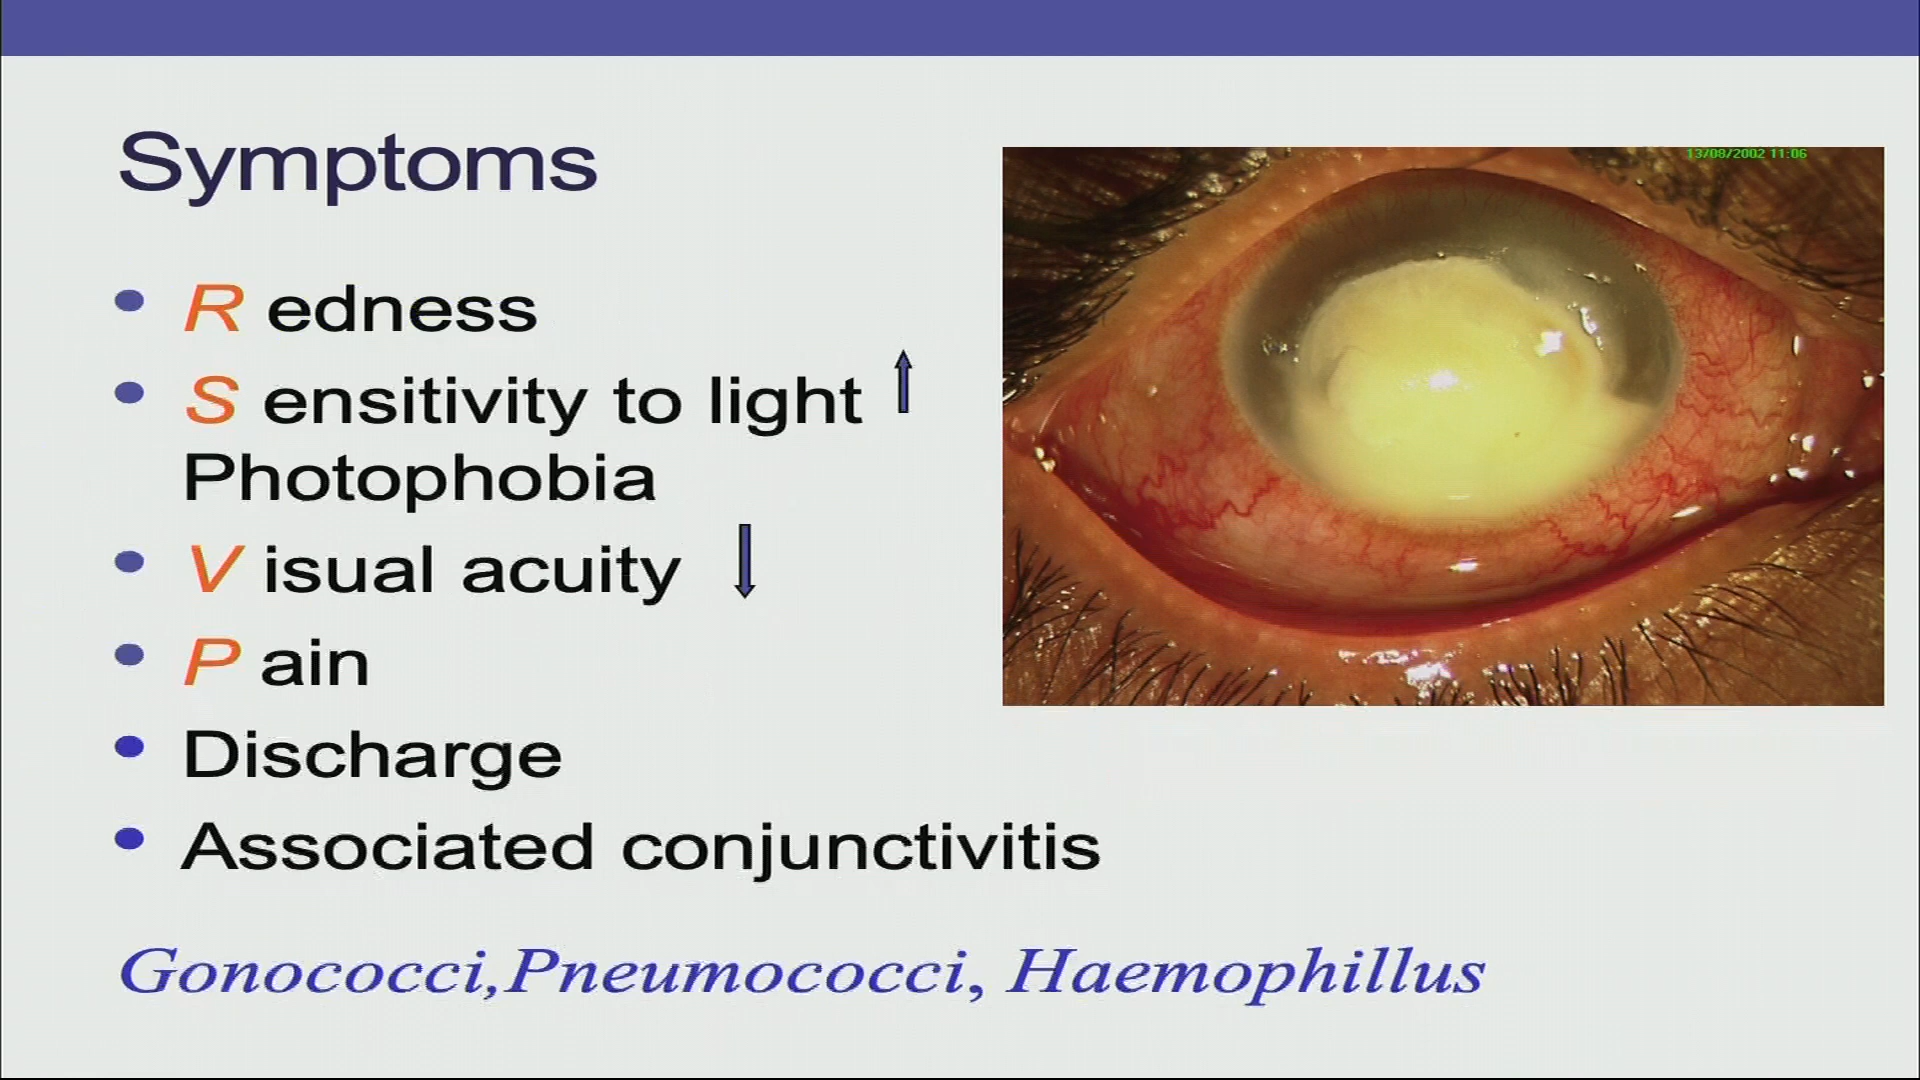 Symptoms
13/08/2002 11:06
R edness
S ensitivity to light
Photophobia
V isual acuity
P ain
Discharge
Associated conjunctivitis
Gonococci,Pneumococci, Haemophillus